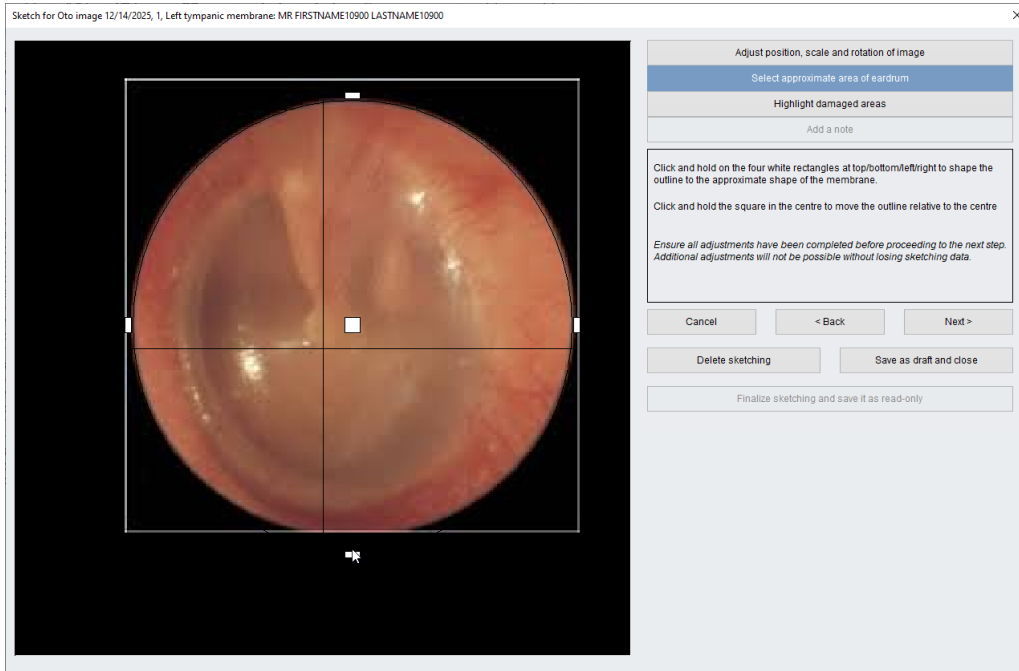 Sketch for Oto image 12/14/2025, 1, Left tympanic membrane: MR FIRSTNAME10900 LASTNAME10900
Adjust position, scale and rotation of image
Select approximate area of eardrum
Highlight damaged areas
Add a note
Click and hold on the four white rectangles at top/bottom/left/right to shape the
outline to the approximate shape of the membrane.
Click and hold the square in the centre to move the outline relative to the centre
Ensure all adjustments have been completed before proceeding to the next step.
Additional adjustments will not be possible without losing sketching data.
Cancel
< Back
Next >
Delete sketching
Save as draft and close
Finalize sketching and save it as read-only